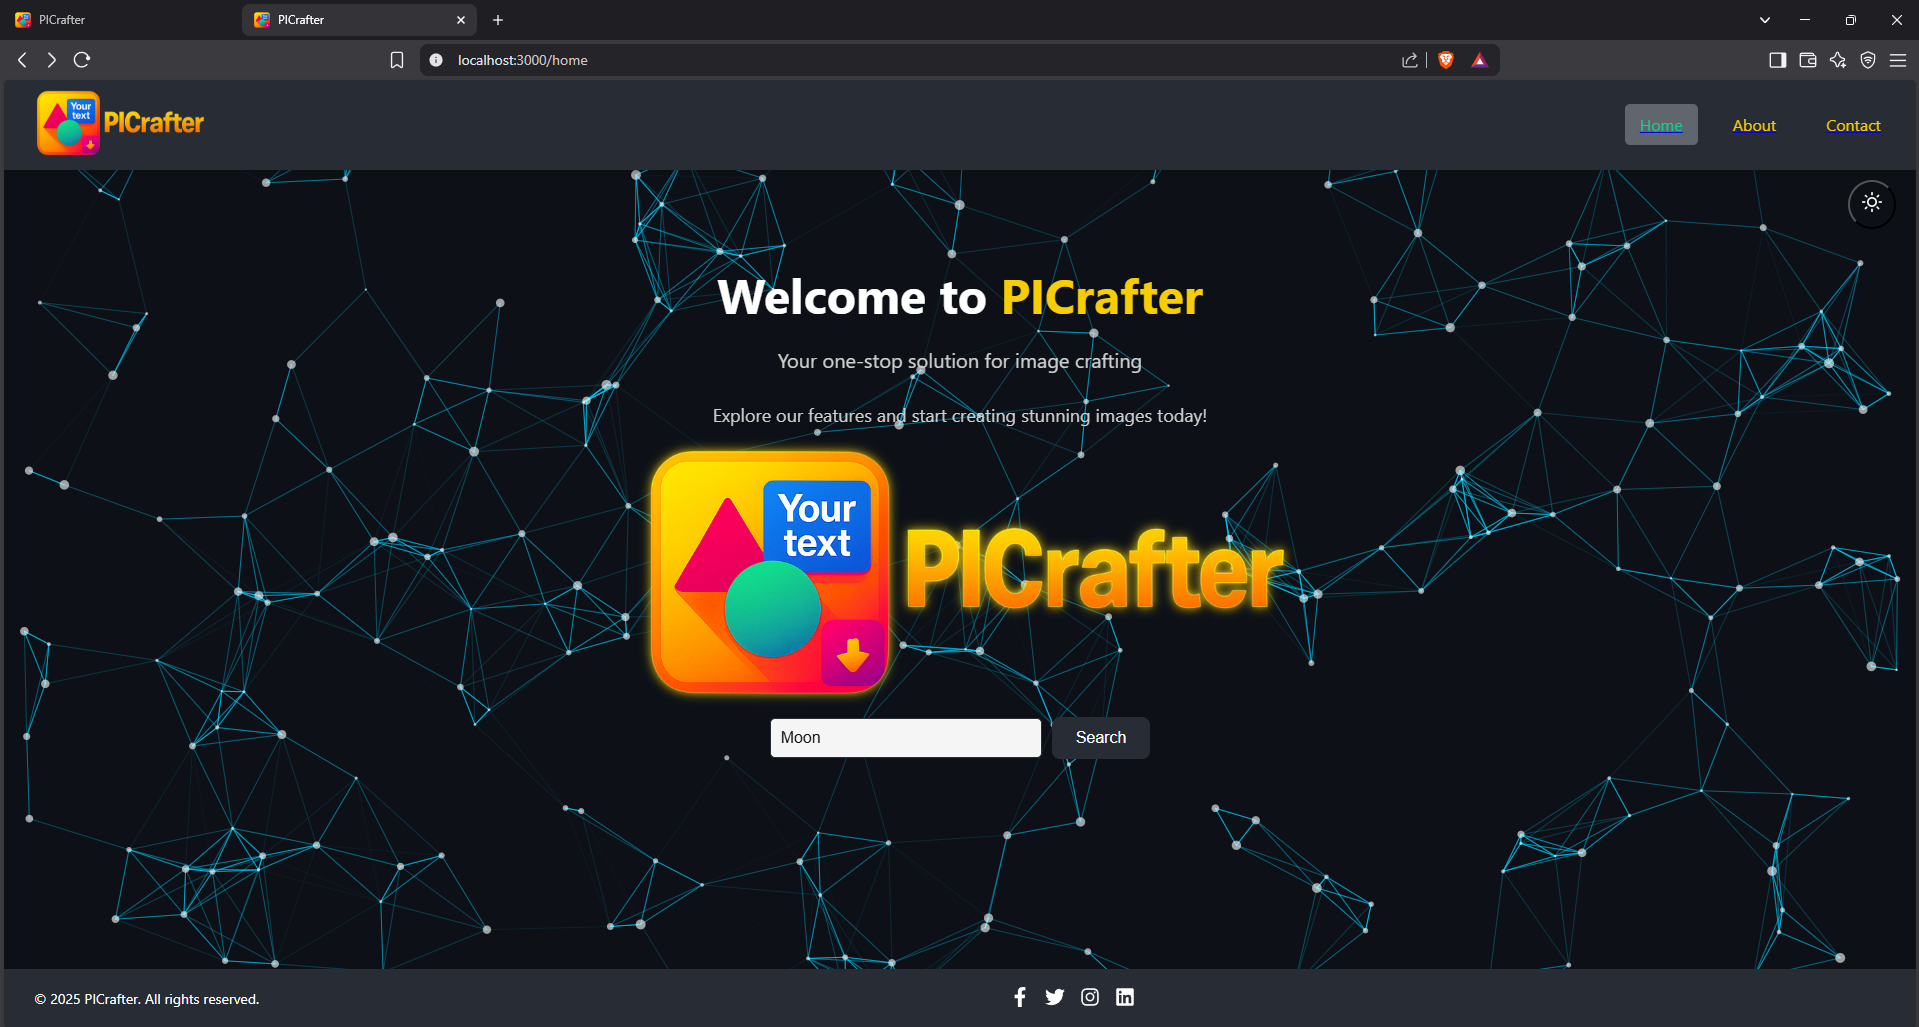 PICrafter
PICrafter
localhost:3000/home
Your
text
PICrafter
Home
About
Contact
Welcome to PICrafter
Your one-stop solution for image crafting
Explore our features and start creating stunning images today!
Your
text
PICrafter
Moon
Search
© 2025 PICrafter. All rights reserved.